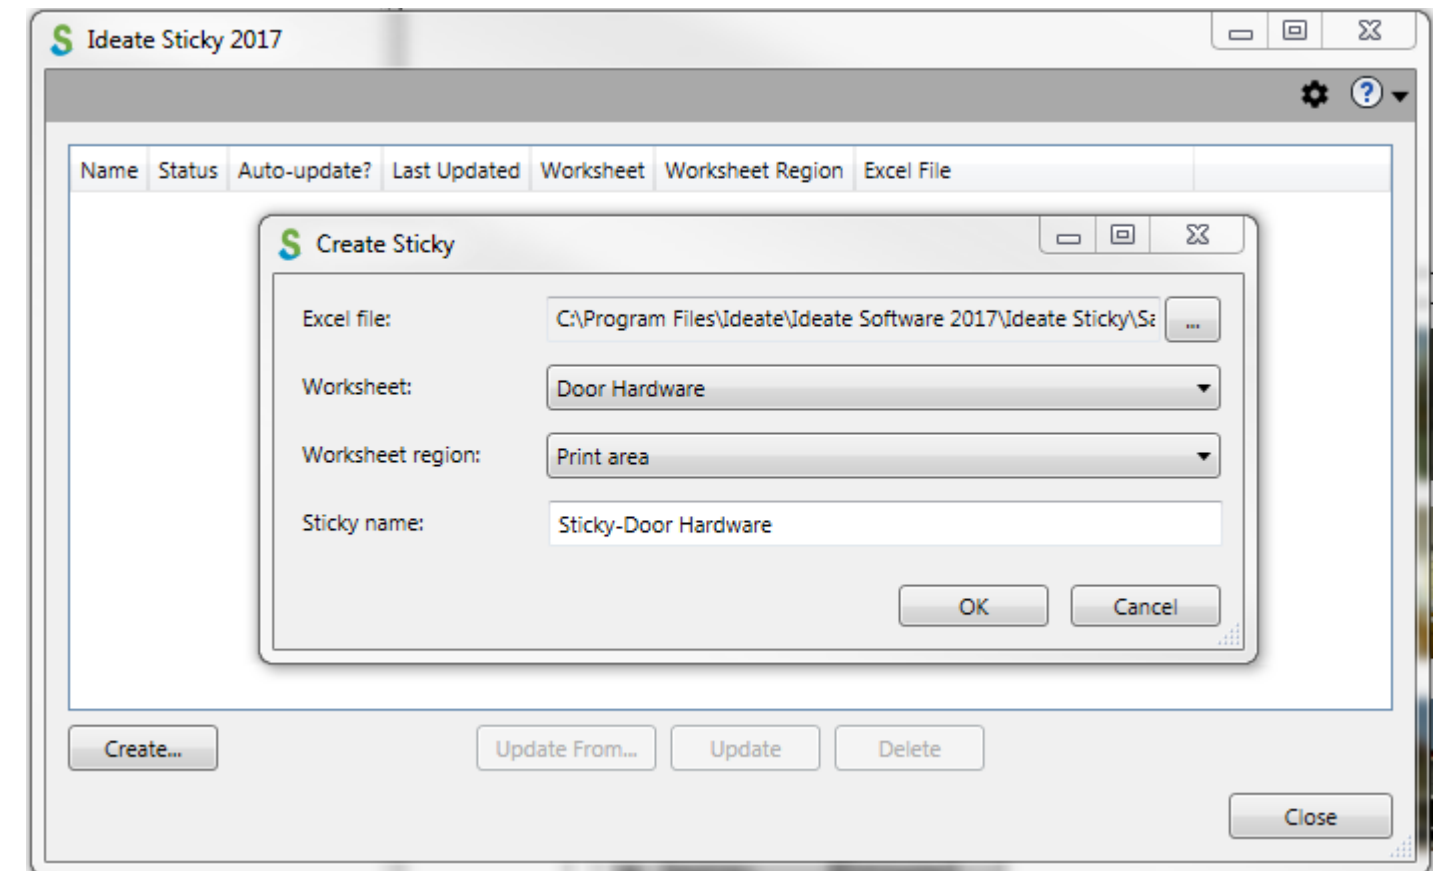 Ideate Sticky 2017
Name Status Auto-update? Last Updated Worksheet Worksheet Region Excel File
Create Sticky
Excel file: C:\Program Files\Ideate\Ideate Software 2017\Ideate Sticky\Sa ...
Worksheet: Door Hardware
Worksheet region: Print area
Sticky name: Sticky-Door Hardware
OK Cancel
Create... Update From... Update Delete
Close